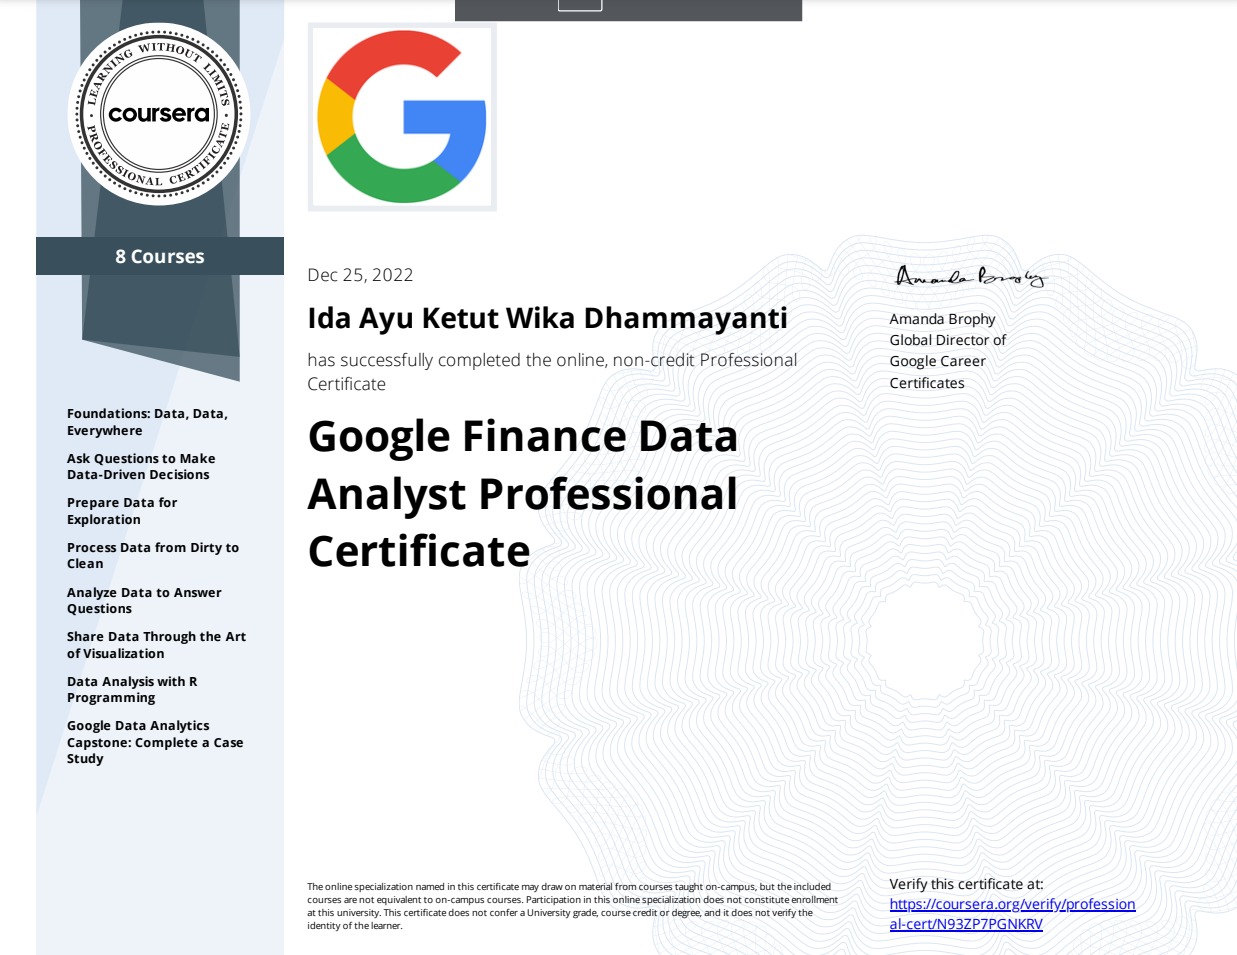 LEARNING WITHOUT LIMITS
coursera
PROFESSIONAL CERTIFICATE
8 Courses
Foundations: Data, Data,
Everywhere
Ask Questions to Make
Data-Driven Decisions
Prepare Data for
Exploration
Process Data from Dirty to
Clean
Analyze Data to Answer
Questions
Share Data Through the Art
of Visualization
Data Analysis with R
Programming
Google Data Analytics
Capstone: Complete a Case
Study
Dec 25, 2022
Ida Ayu Ketut Wika Dhammayanti
has successfully completed the online, non-credit Professional
Certificate
Google Finance Data
Analyst Professional
Certificate
Amanda Brophy
Amanda Brophy
Global Director of
Google Career
Certificates
The online specialization named in this certificate may draw on material from courses taught on-campus, but the included
courses are not equivalent to on-campus courses. Participation in this online specialization does not constitute enrollment
at this university. This certificate does not confer a University grade, course credit or degree, and it does not verify the
identity of the learner.
Verify this certificate at:
https://coursera.org/verify/profession
al-cert/N93ZP7PGNKRV